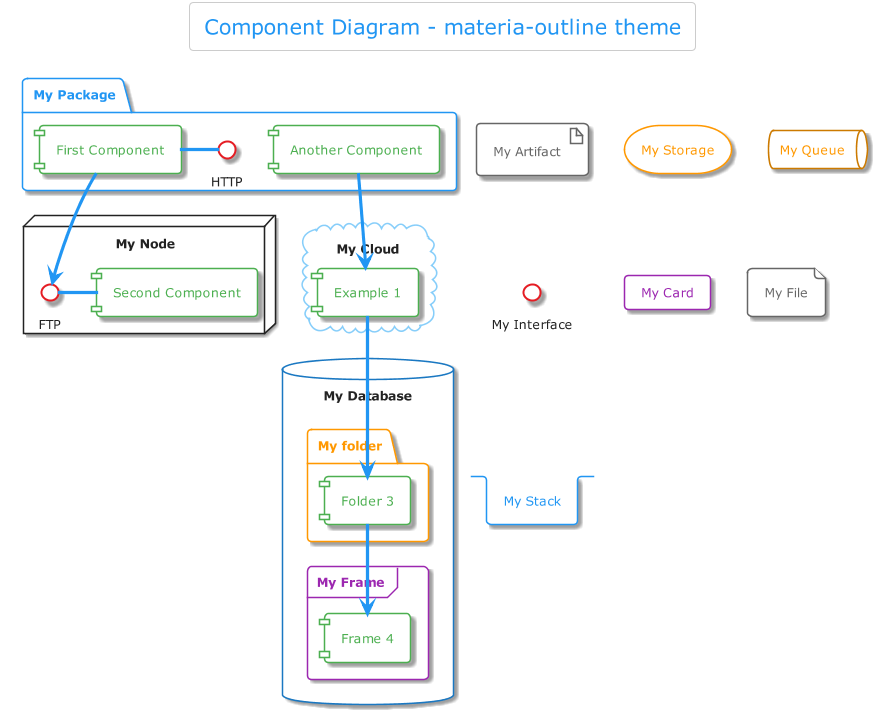 Component Diagram - materia-outline theme
My Package
First Component
HTTP
Another Component
My Artifact
My Storage
My Queue
My Node
FTP
Second Component
My Cloud
Example 1
My Interface
My Card
My File
My Database
My folder
Folder 3
My Stack
My Frame
Frame 4